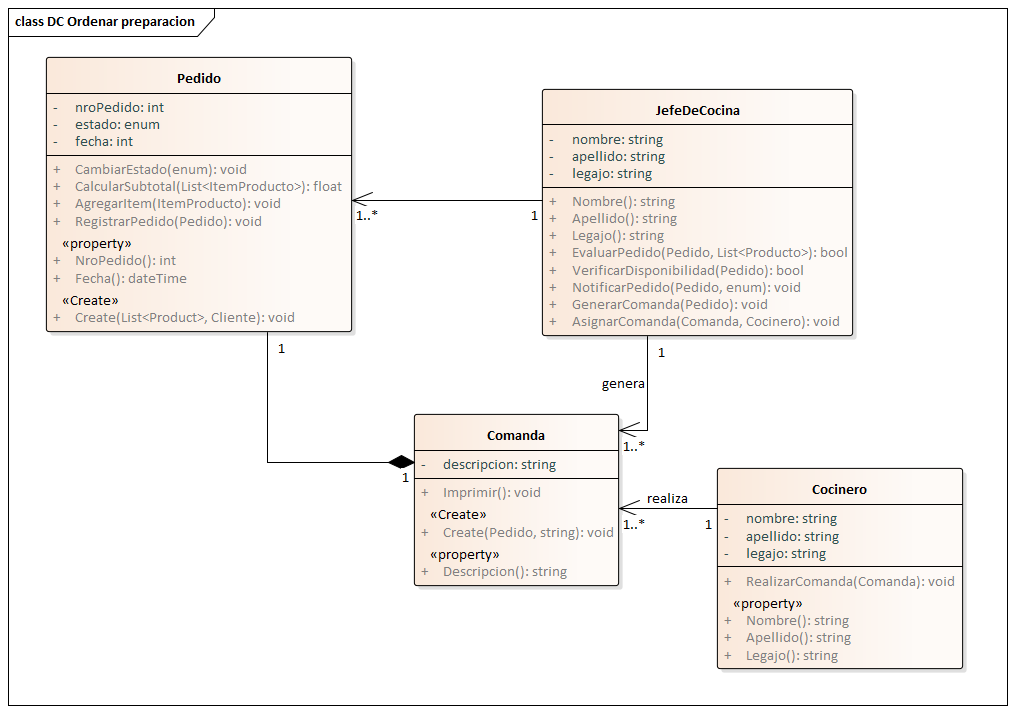 class DC Ordenar preparacion
Pedido
- nroPedido: int
- estado: enum
- fecha: int
+ CambiarEstado(enum): void
+ CalcularSubtotal(List<ItemProducto>): float
+ AgregarItem(ItemProducto): void
+ RegistrarPedido(Pedido): void
«property»
+ NroPedido(): int
+ Fecha(): dateTime
«Create»
+ Create(List<Product>, Cliente): void
1..*
1
JefeDeCocina
- nombre: string
- apellido: string
- legajo: string
+ Nombre(): string
+ Apellido(): string
+ Legajo(): string
+ EvaluarPedido(Pedido, List<Producto>): bool
+ VerificarDisponibilidad(Pedido): bool
+ NotificarPedido(Pedido, enum): void
+ GenerarComanda(Pedido): void
+ AsignarComanda(Comanda, Cocinero): void
1
1
genera
1..*
1
Comanda
- descripcion: string
+ Imprimir(): void
«Create»
+ Create(Pedido, string): void
«property»
+ Descripcion(): string
realiza
1..*
1
Cocinero
- nombre: string
- apellido: string
- legajo: string
+ RealizarComanda(Comanda): void
«property»
+ Nombre(): string
+ Apellido(): string
+ Legajo(): string